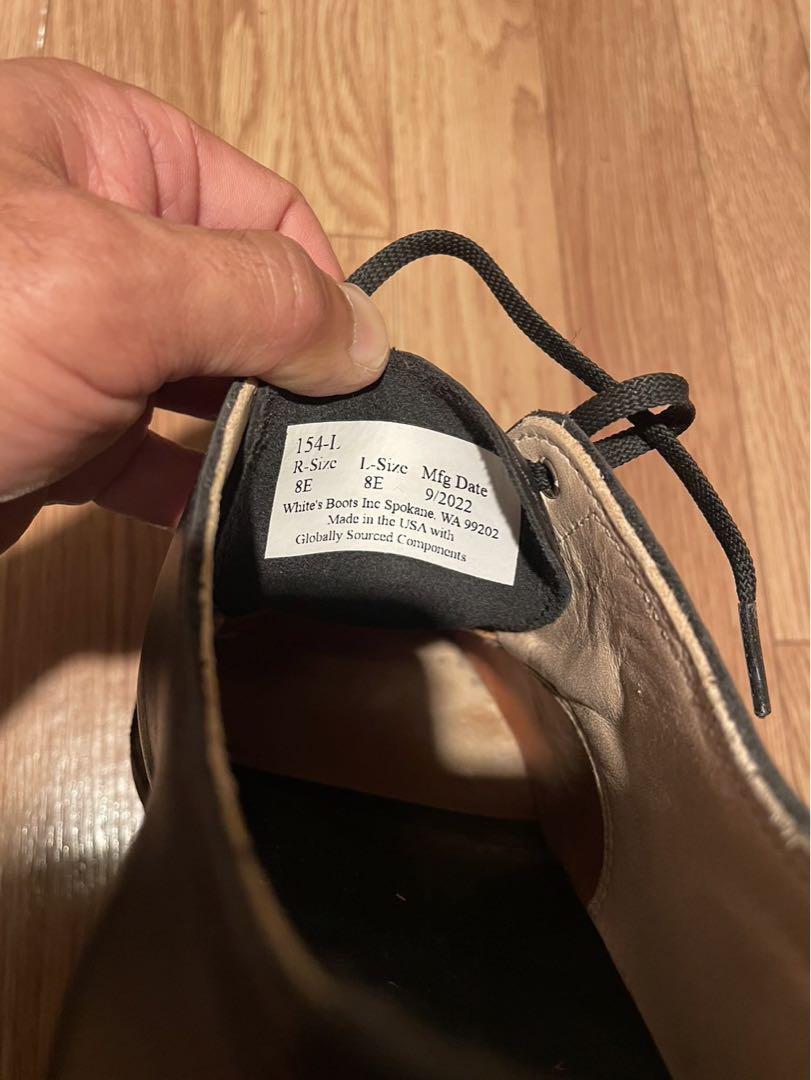 154-L
R-Size L-Size Mfg Date
8E 8E 9/2022
White's Boots Inc Spokane, WA 99202
Made in the USA with
Globally Sourced Components